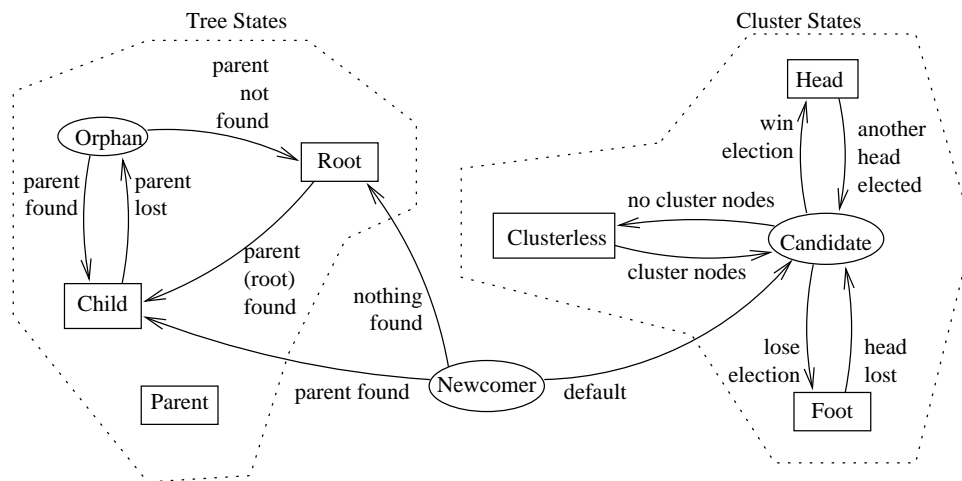 Tree States
Cluster States
parent
not
found
Orphan
Root
parent
found
parent
lost
parent
(root)
found
Child
nothing
found
Parent
parent found
Newcomer
default
Head
win
election
another
head
elected
no cluster nodes
Clusterless
Candidate
cluster nodes
lose
election
head
lost
Foot